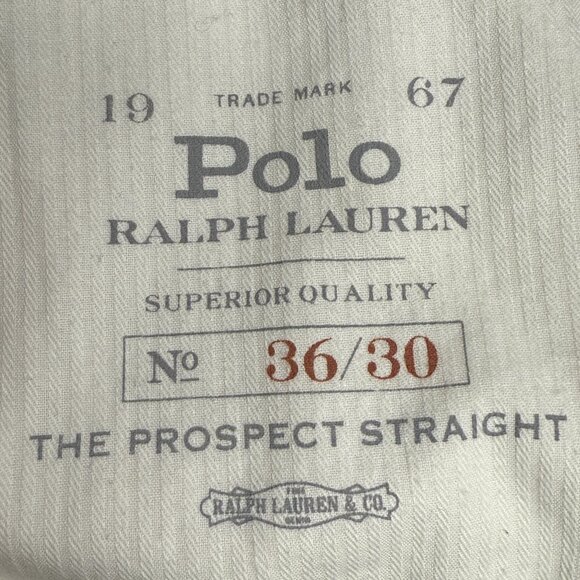 19 TRADE MARK 67
Polo
RALPH LAUREN
SUPERIOR QUALITY
Nº 36/30
THE PROSPECT STRAIGHT
RALPH LAUREN & CO.